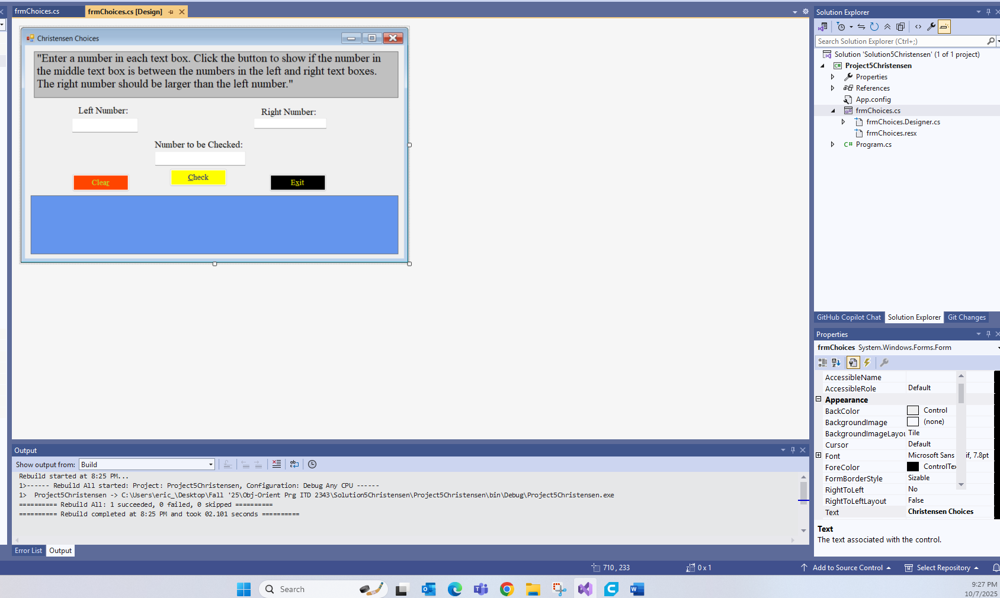 frmChoices.cs
frmChoices.cs [Design]
Christensen Choices
"Enter a number in each text box. Click the button to show if the number in
the middle text box is between the numbers in the left and right text boxes.
The right number should be larger than the left number."
Left Number:
Right Number:
Number to be Checked:
Clear
Check
Exit
Solution Explorer
Search Solution Explorer (Ctrl+;)
Solution 'Solution5Christensen' (1 of 1 project)
C# Project5Christensen
Properties
References
App.config
frmChoices.cs
frmChoices.Designer.cs
frmChoices.resx
C# Program.cs
GitHub Copilot Chat
Solution Explorer
Git Changes
Properties
frmChoices System.Windows.Forms.Form
AccessibleName
AccessibleRole Default
Appearance
BackColor Control
BackgroundImage (none)
BackgroundImageLayou Tile
Cursor Default
Font Microsoft Sans if, 7.8pt
ForeColor ControlTex
FormBorderStyle Sizable
RightToLeft No
RightToLeftLayout False
Text Christensen Choices
Text
The text associated with the control.
Output
Show output from: Build
Rebuild started at 8:25 PM...
1>------ Rebuild All started: Project: Project5Christensen, Configuration: Debug Any CPU ------
1>  Project5Christensen -> C:\Users\eric_\Desktop\Fall '25\Obj-Orient Prg ITD 2343\Solution5Christensen\Project5Christensen\bin\Debug\Project5Christensen.exe
========== Rebuild All: 1 succeeded, 0 failed, 0 skipped ==========
========== Rebuild completed at 8:25 PM and took 02.101 seconds ==========
Error List
Output
710 , 233
0 x 1
Add to Source Control
Select Repository
Search
9:27 PM
10/7/2025